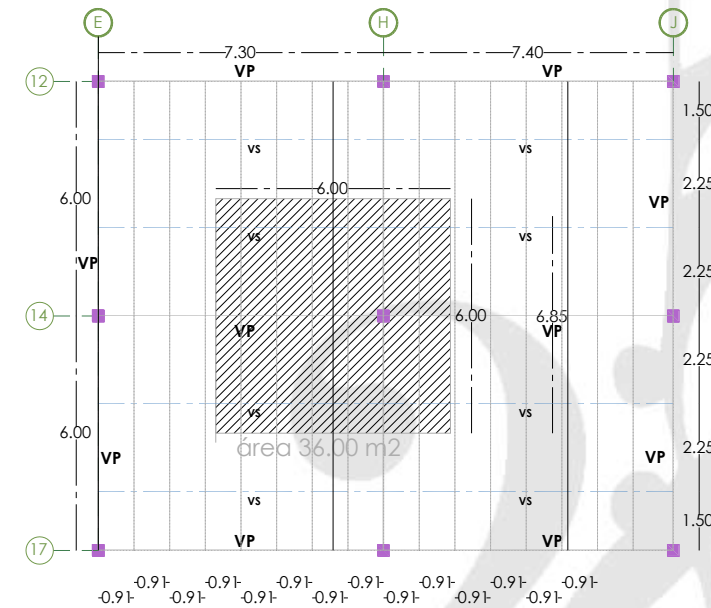 E H J
7.30 7.40
VP VP
12
1.50
vs vs
2.25
6.00 6.00 VP
vs vs
VP 2.25
14 6.00 6.85
VP VP
2.25
vs vs
6.00
área 36.00 m2 2.25
VP VP
vs vs
1.50
VP VP
17
-0.91- -0.91- -0.91- -0.91- -0.91- -0.91- -0.91-
-0.91- -0.91- -0.91- -0.91- -0.91- -0.91- -0.91-